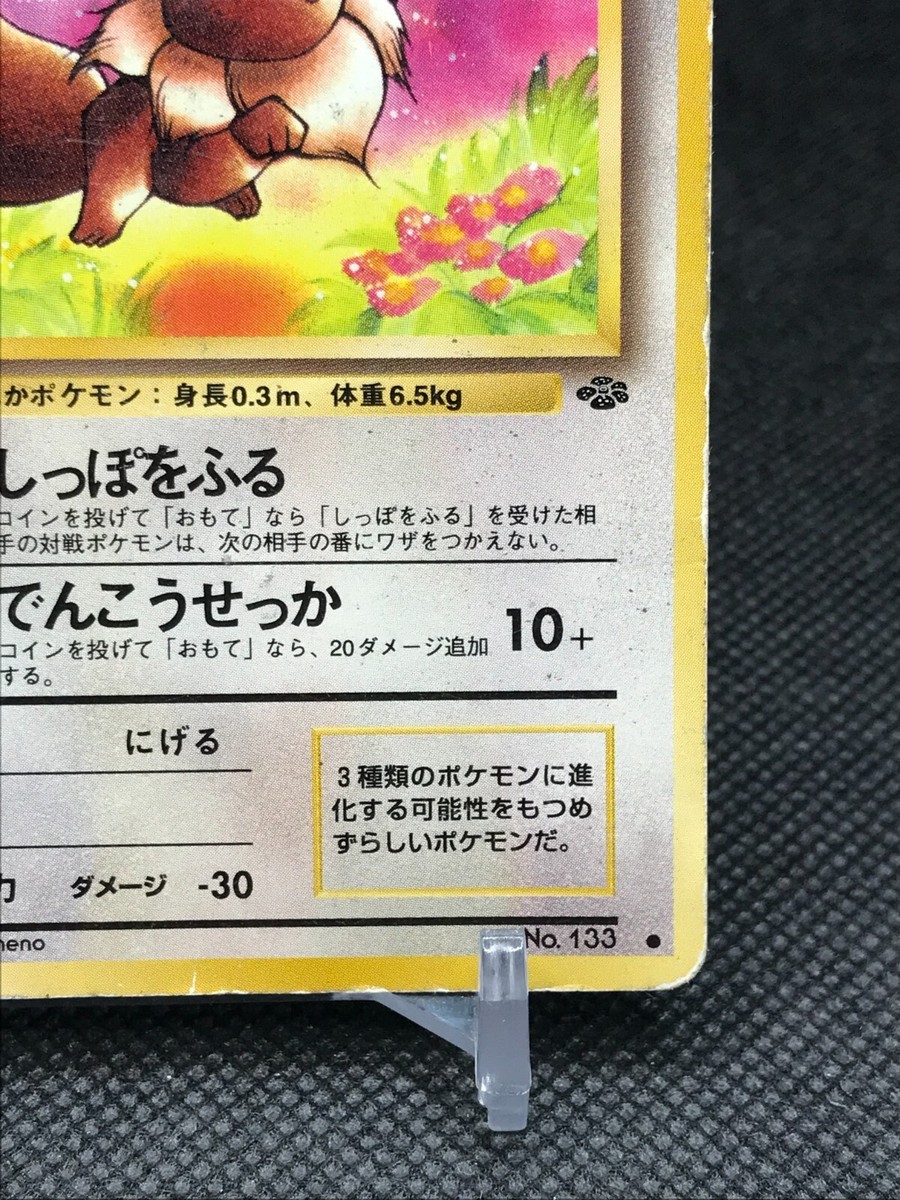 かポケモン：身長0.3m、体重6.5kg
しっぽをふる
コインを投げて「おもて」なら「しっぽをふる」を受けた相
手の対戦ポケモンは、次の相手の番にワザをつかえない。
でんこうせっか
10+
コインを投げて「おもて」なら、20ダメージ追加
する。
にげる
3種類のポケモンに進
化する可能性をもつめ
ずらしいポケモンだ。
力 ダメージ -30
meno
No. 133 ●